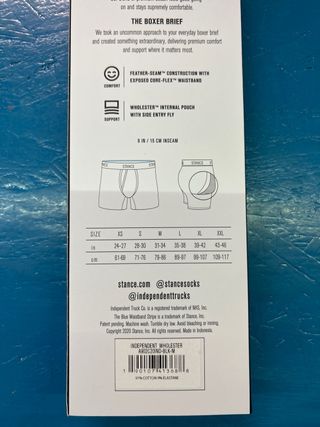 on and stays supremely comfortable.
THE BOXER BRIEF
We took an uncommon approach to your everyday boxer brief
and created something extraordinary, delivering premium comfort
and support where it matters most.
COMFORT
FEATHER-SEAM™ CONSTRUCTION WITH
EXPOSED CORE-FLEX™ WAISTBAND
SUPPORT
WHOLESTER™ INTERNAL POUCH
WITH SIDE ENTRY FLY
6 IN / 15 CM INSEAM
STANCE
STANCE
SIZE XS S M L XL XXL
in 24-27 28-30 31-34 35-38 39-42 43-46
cm 61-69 71-76 79-86 89-97 99-107 109-117
stance.com @stancesocks
@independenttrucks
Independent Truck Co. is a registered trademark of NHS, Inc.
The Blue Waistband Stripe is a trademark of Stance, Inc.
Patent pending. Machine wash. Tumble dry low. Avoid bleaching or ironing.
Copyright 2020 Stance, Inc. All rights reserved.
INDEPENDENT WHOLESTER